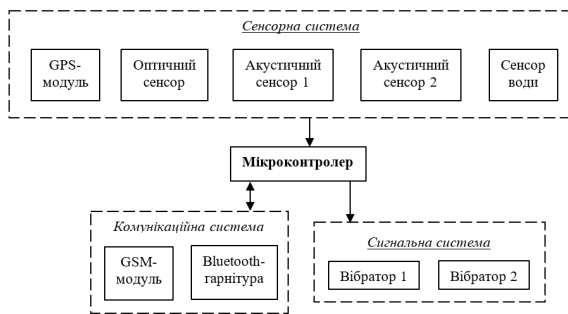 Сенсорна система
GPS-
модуль
Оптичний
сенсор
Акустичний
сенсор 1
Акустичний
сенсор 2
Сенсор
води
Мікроконтролер
Комунікаційна система
GSM-
модуль
Bluetooth-
гарнітура
Сигнальна система
Вібратор 1
Вібратор 2